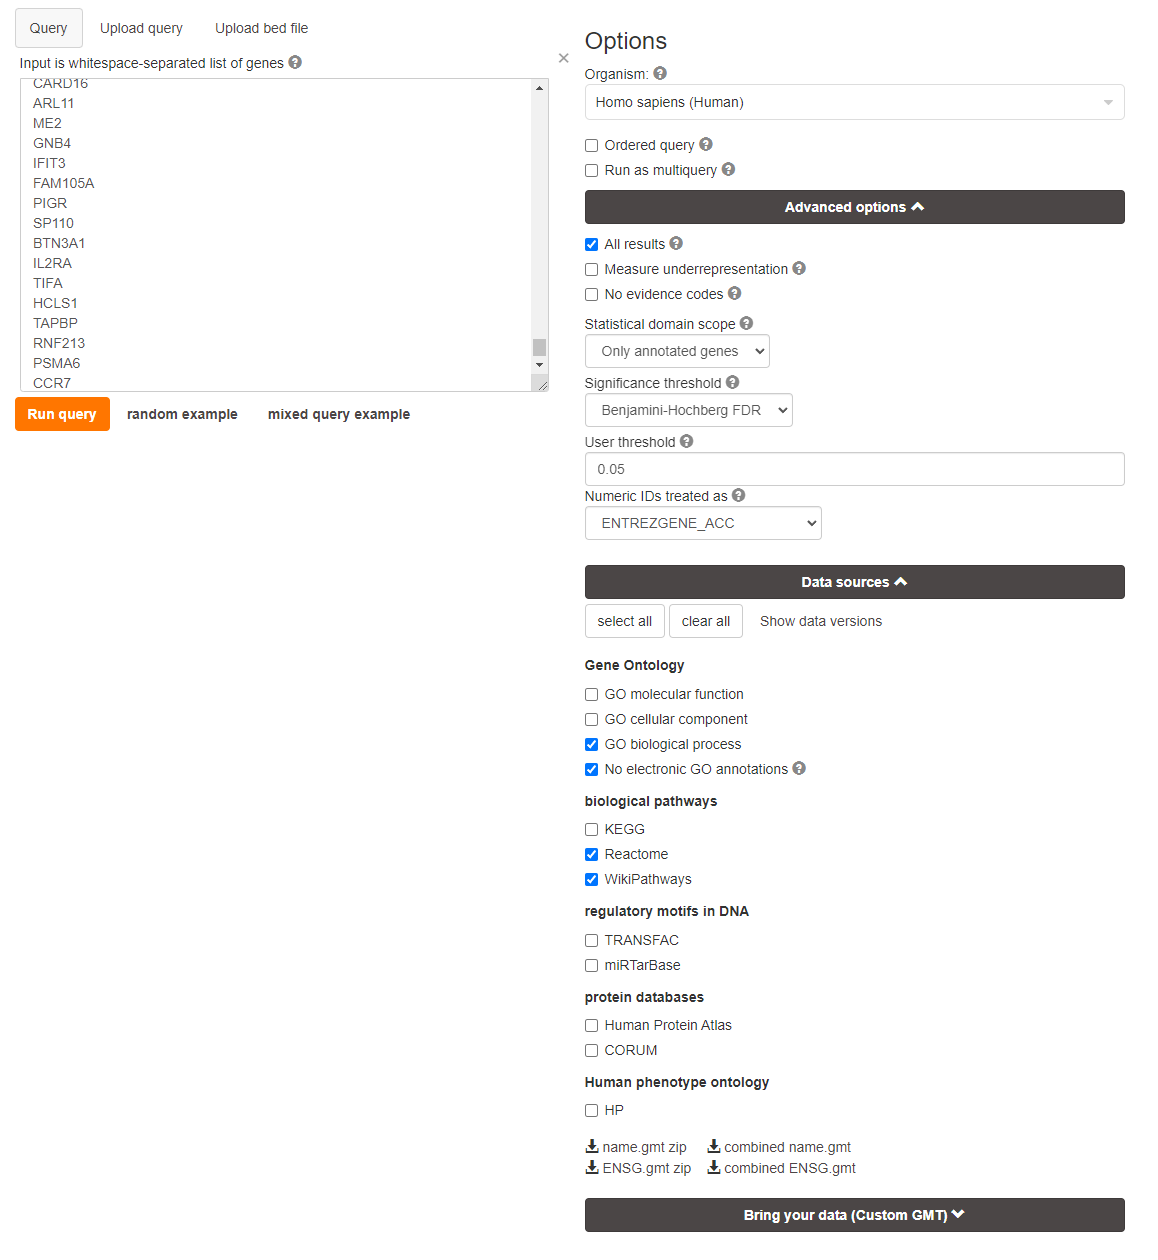 Query
Upload query
Upload bed file
Input is whitespace-separated list of genes
CARD16
ARL11
ME2
GNB4
IFIT3
FAM105A
PIGR
SP110
BTN3A1
IL2RA
TIFA
HCLS1
TAPBP
RNF213
PSMA6
CCR7
Run query
random example
mixed query example
Options
Organism:
Homo sapiens (Human)
Ordered query
Run as multiquery
Advanced options
All results
Measure underrepresentation
No evidence codes
Statistical domain scope
Only annotated genes
Significance threshold
Benjamini-Hochberg FDR
User threshold
0.05
Numeric IDs treated as
ENTREZGENE_ACC
Data sources
select all
clear all
Show data versions
Gene Ontology
GO molecular function
GO cellular component
GO biological process
No electronic GO annotations
biological pathways
KEGG
Reactome
WikiPathways
regulatory motifs in DNA
TRANSFAC
miRTarBase
protein databases
Human Protein Atlas
CORUM
Human phenotype ontology
HP
name.gmt zip
combined name.gmt
ENSG.gmt zip
combined ENSG.gmt
Bring your data (Custom GMT)